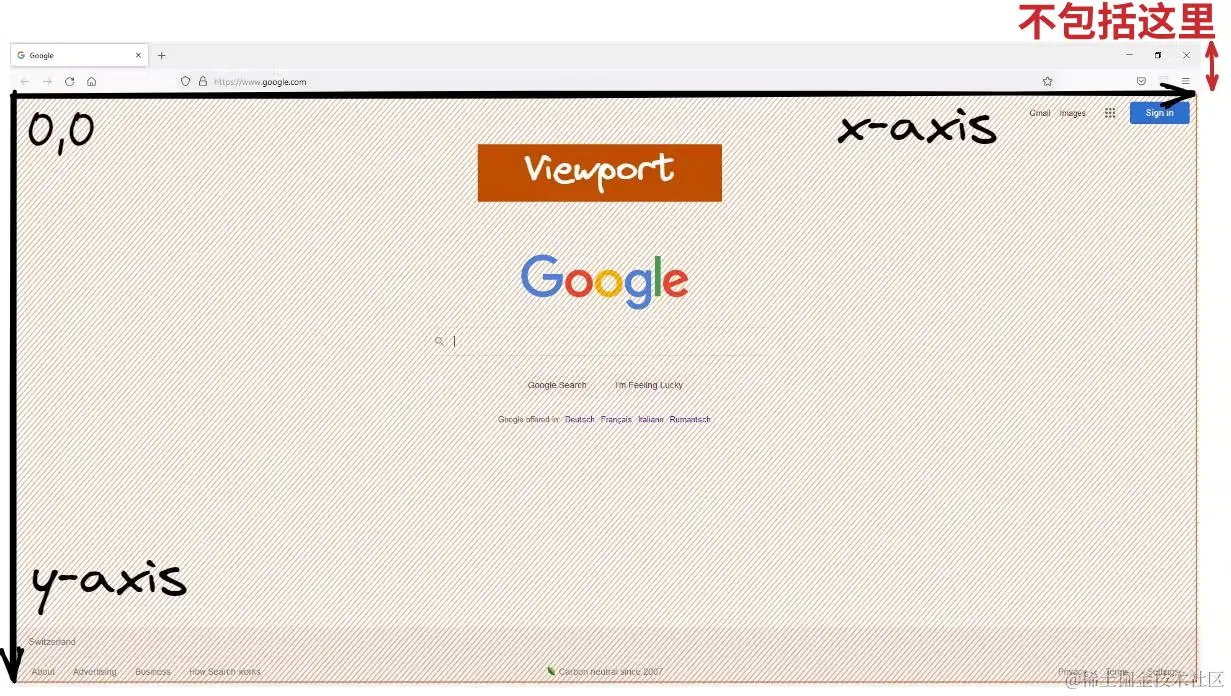 不包括这里
Google
https://www.google.com
0,0
x-axis
Gmail Images Sign in
Viewport
Google
Google Search I'm Feeling Lucky
Google offered in: Deutsch Français Italiano Rumantsch
y-axis
Switzerland
About Advertising Business How Search works Carbon neutral since 2007 Privacy Terms Settings
@稀土掘金技术社区